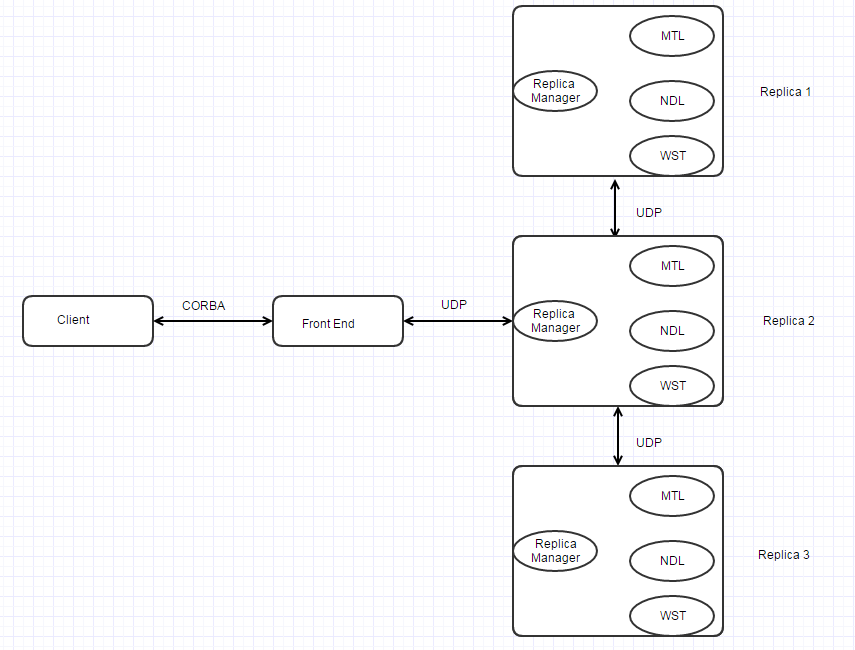 MTL
Replica
Manager
NDL
Replica 1
WST
UDP
MTL
CORBA
UDP
Client
Front End
Replica
Manager
NDL
Replica 2
WST
UDP
MTL
Replica
Manager
NDL
Replica 3
WST